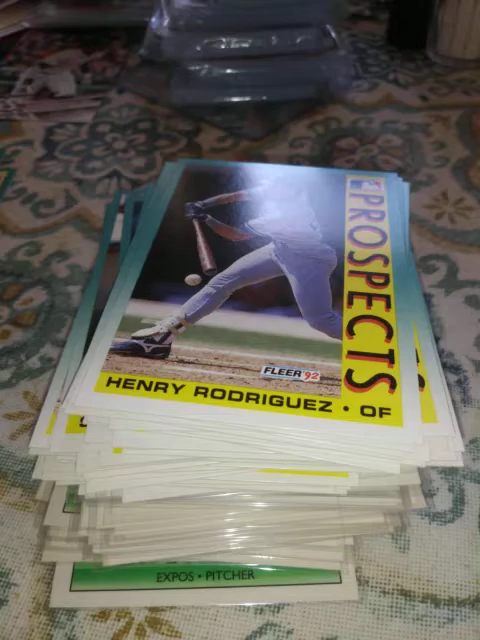 PROSPECTS
FLEER '92
HENRY RODRIGUEZ • OF
EXPOS • PITCHER